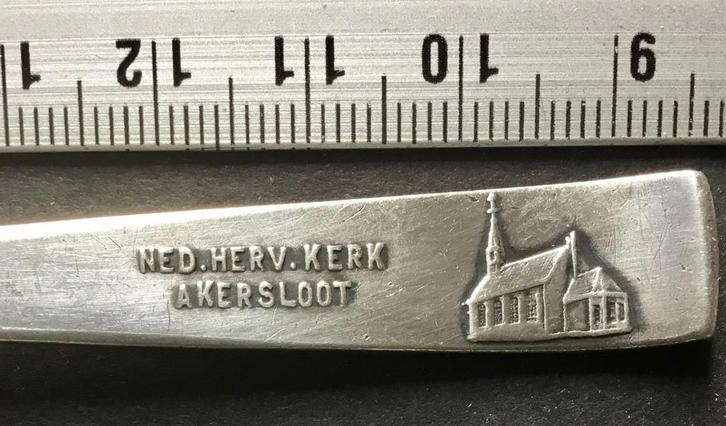 12 11 10 9
NED.HERV.KERK
AKERSLOOT